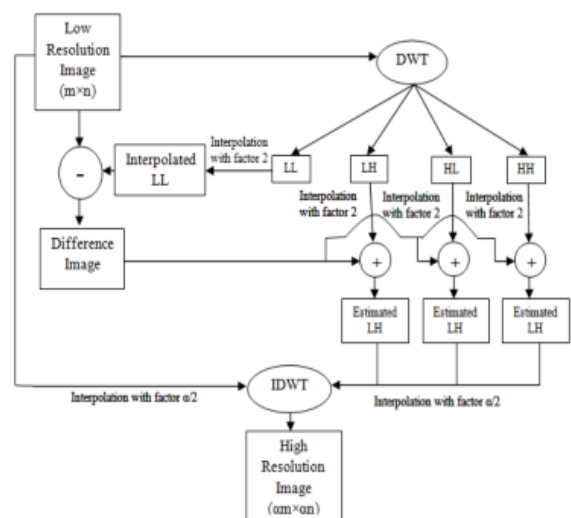 Low
Resolution
Image
(m×n)
DWT
Interpolation
with factor 2
Interpolated
LL
-
LL
LH
HL
HH
Interpolation
with factor 2
Interpolation
with factor 2
Interpolation
with factor 2
Difference
Image
+
+
+
Estimated
LH
Estimated
LH
Estimated
LH
IDWT
Interpolation with factor α/2
Interpolation with factor α/2
High
Resolution
Image
(αm×αn)